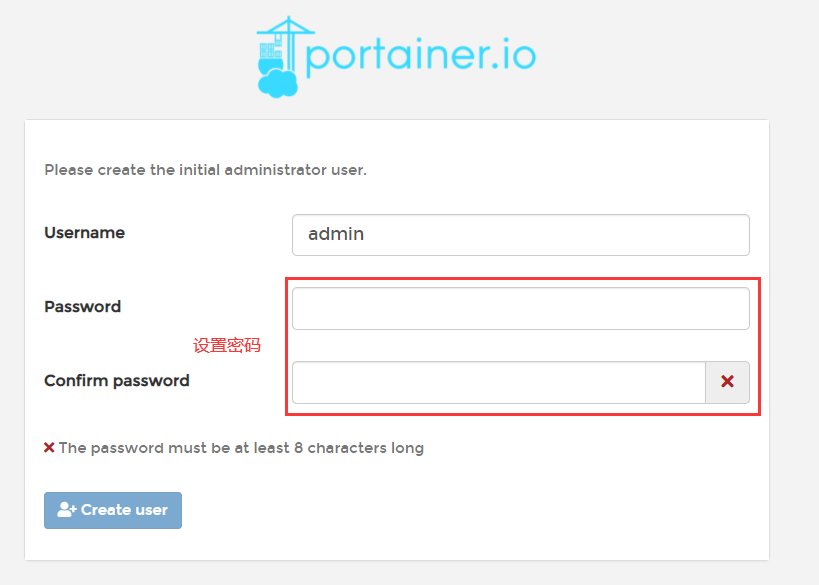 portainer.io
Please create the initial administrator user.
Username
admin
Password
设置密码
Confirm password
The password must be at least 8 characters long
Create user